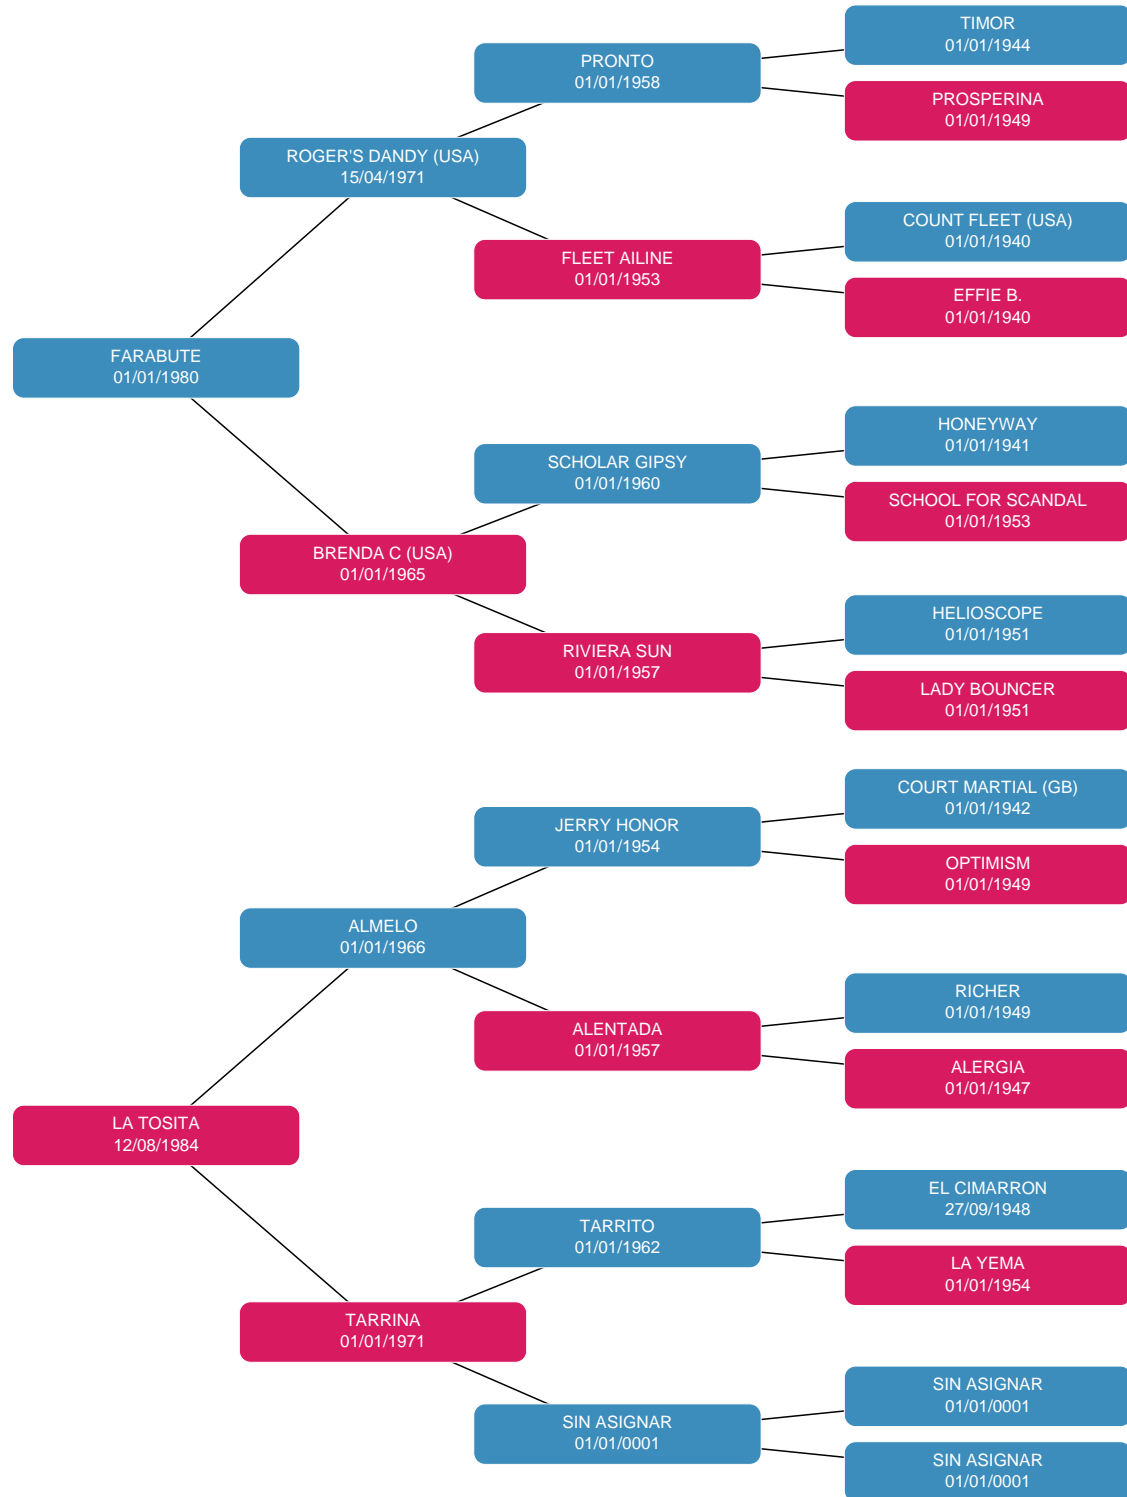 TIMOR
01/01/1944
PRONTO
01/01/1958
PROSPERINA
01/01/1949
ROGER'S DANDY (USA)
15/04/1971
COUNT FLEET (USA)
01/01/1940
FLEET AILINE
01/01/1953
EFFIE B.
01/01/1940
FARABUTE
01/01/1980
HONEYWAY
01/01/1941
SCHOLAR GIPSY
01/01/1960
SCHOOL FOR SCANDAL
01/01/1953
BRENDA C (USA)
01/01/1965
HELIOSCOPE
01/01/1951
RIVIERA SUN
01/01/1957
LADY BOUNCER
01/01/1951
COURT MARTIAL (GB)
01/01/1942
JERRY HONOR
01/01/1954
OPTIMISM
01/01/1949
ALMELO
01/01/1966
RICHER
01/01/1949
ALENTADA
01/01/1957
ALERGIA
01/01/1947
LA TOSITA
12/08/1984
EL CIMARRON
27/09/1948
TARRITO
01/01/1962
LA YEMA
01/01/1954
TARRINA
01/01/1971
SIN ASIGNAR
01/01/0001
SIN ASIGNAR
01/01/0001
SIN ASIGNAR
01/01/0001